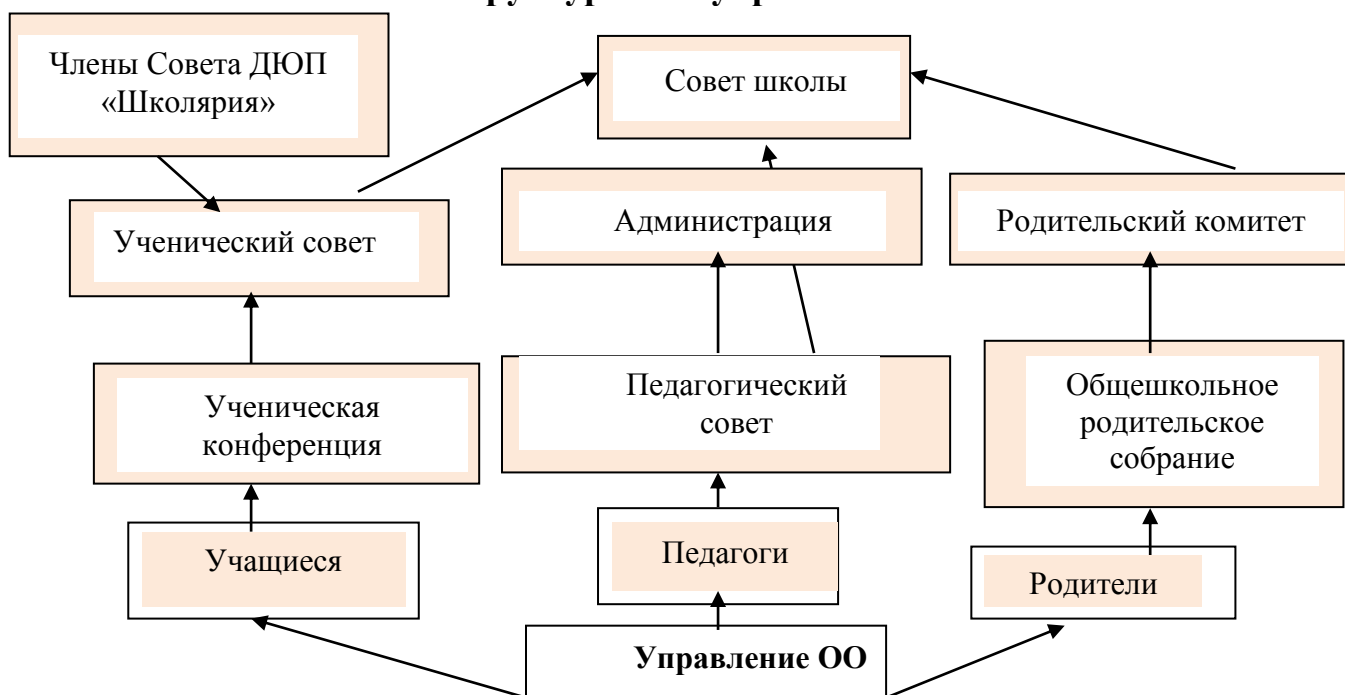 Члены Совета ДЮП
«Школярия»
Совет школы
Ученический совет
Администрация
Родительский комитет
Ученическая
конференция
Педагогический
совет
Общешкольное
родительское
собрание
Учащиеся
Педагоги
Родители
Управление ОО